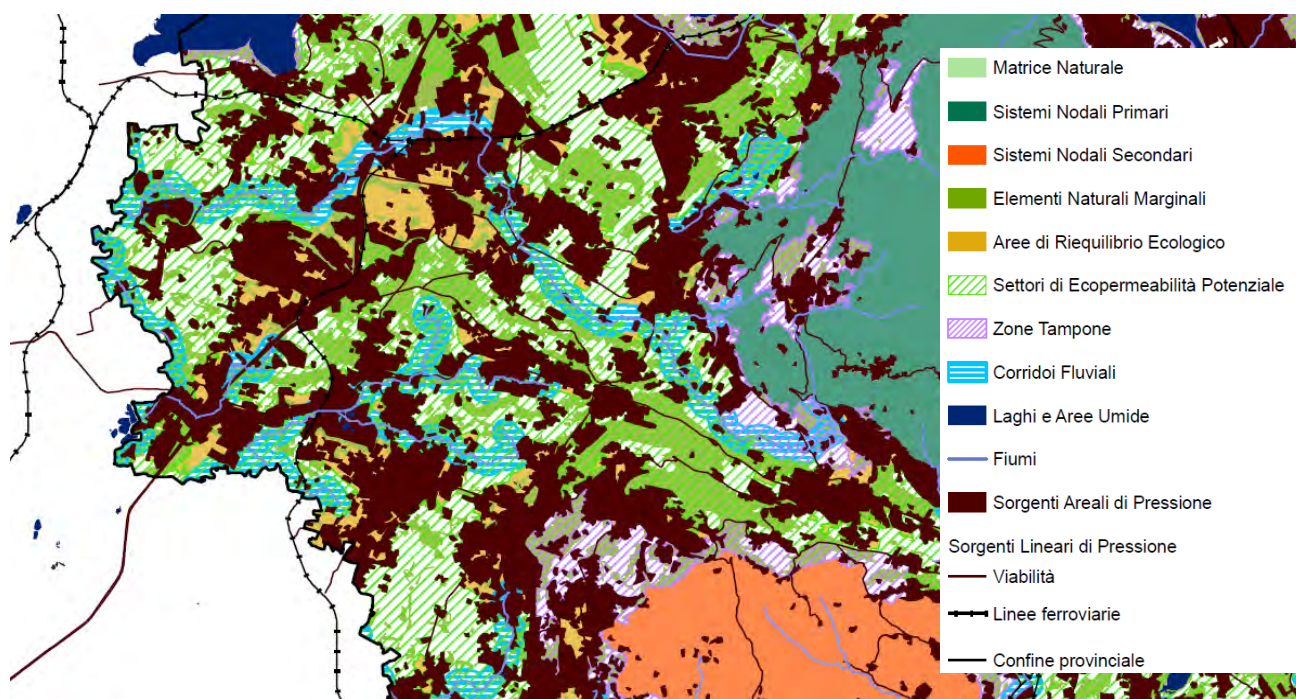 Matrice Naturale
Sistemi Nodali Primari
Sistemi Nodali Secondari
Elementi Naturali Marginali
Aree di Riequilibrio Ecologico
Settori di Ecopermeabilità Potenziale
Zone Tampone
Corridoi Fluviali
Laghi e Aree Umide
Fiumi
Sorgenti Areali di Pressione
Sorgenti Lineari di Pressione
Viabilità
Linee ferroviarie
Confine provinciale